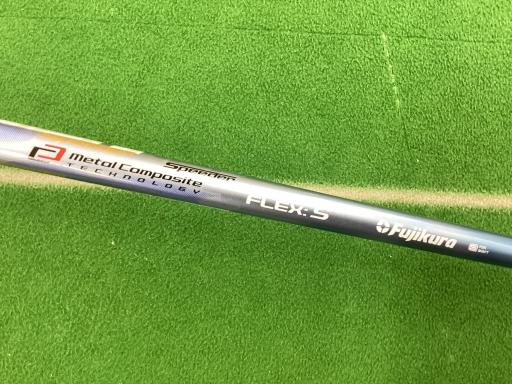 metal Composite
TECHNOLOGY
Speeder
FLEX: S
Fujikura